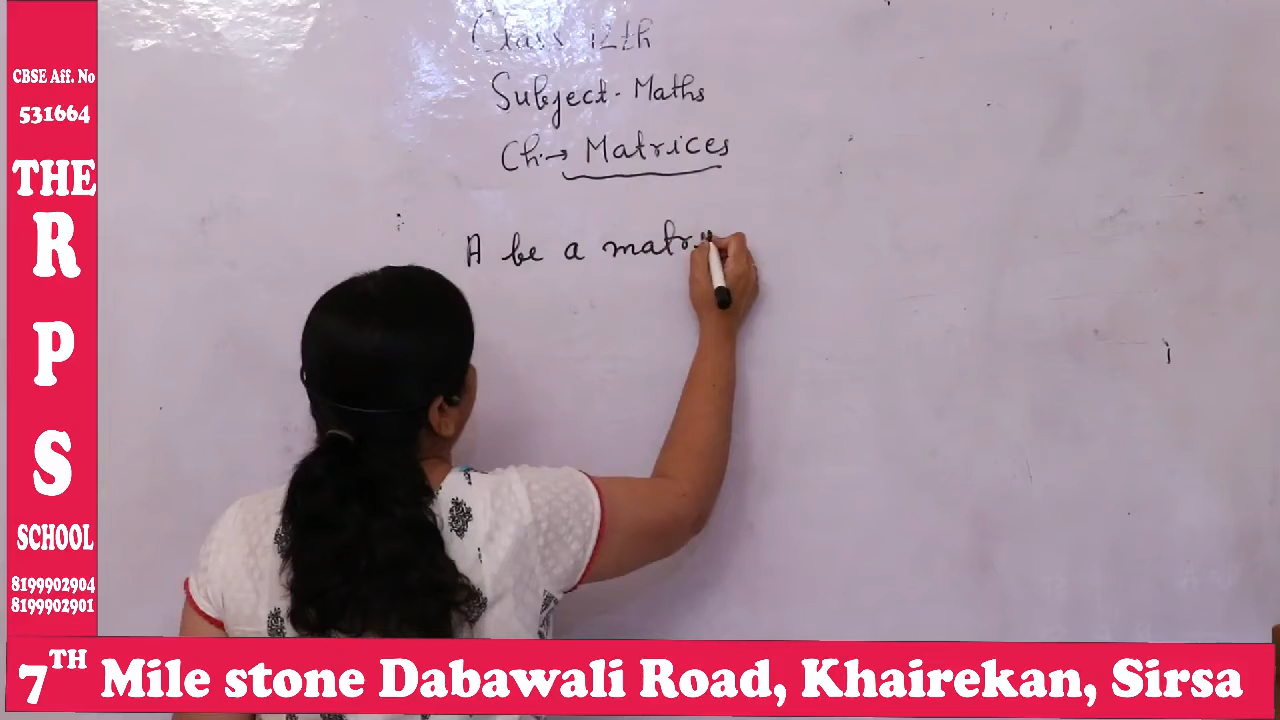 CBSE Aff. No
531664
THE
R
P
S
SCHOOL
8199902904
8199902901
Class 12th
Subject - Maths
Ch → Matrices
A be a
7TH Mile stone Dabawali Road, Khairekan, Sirsa